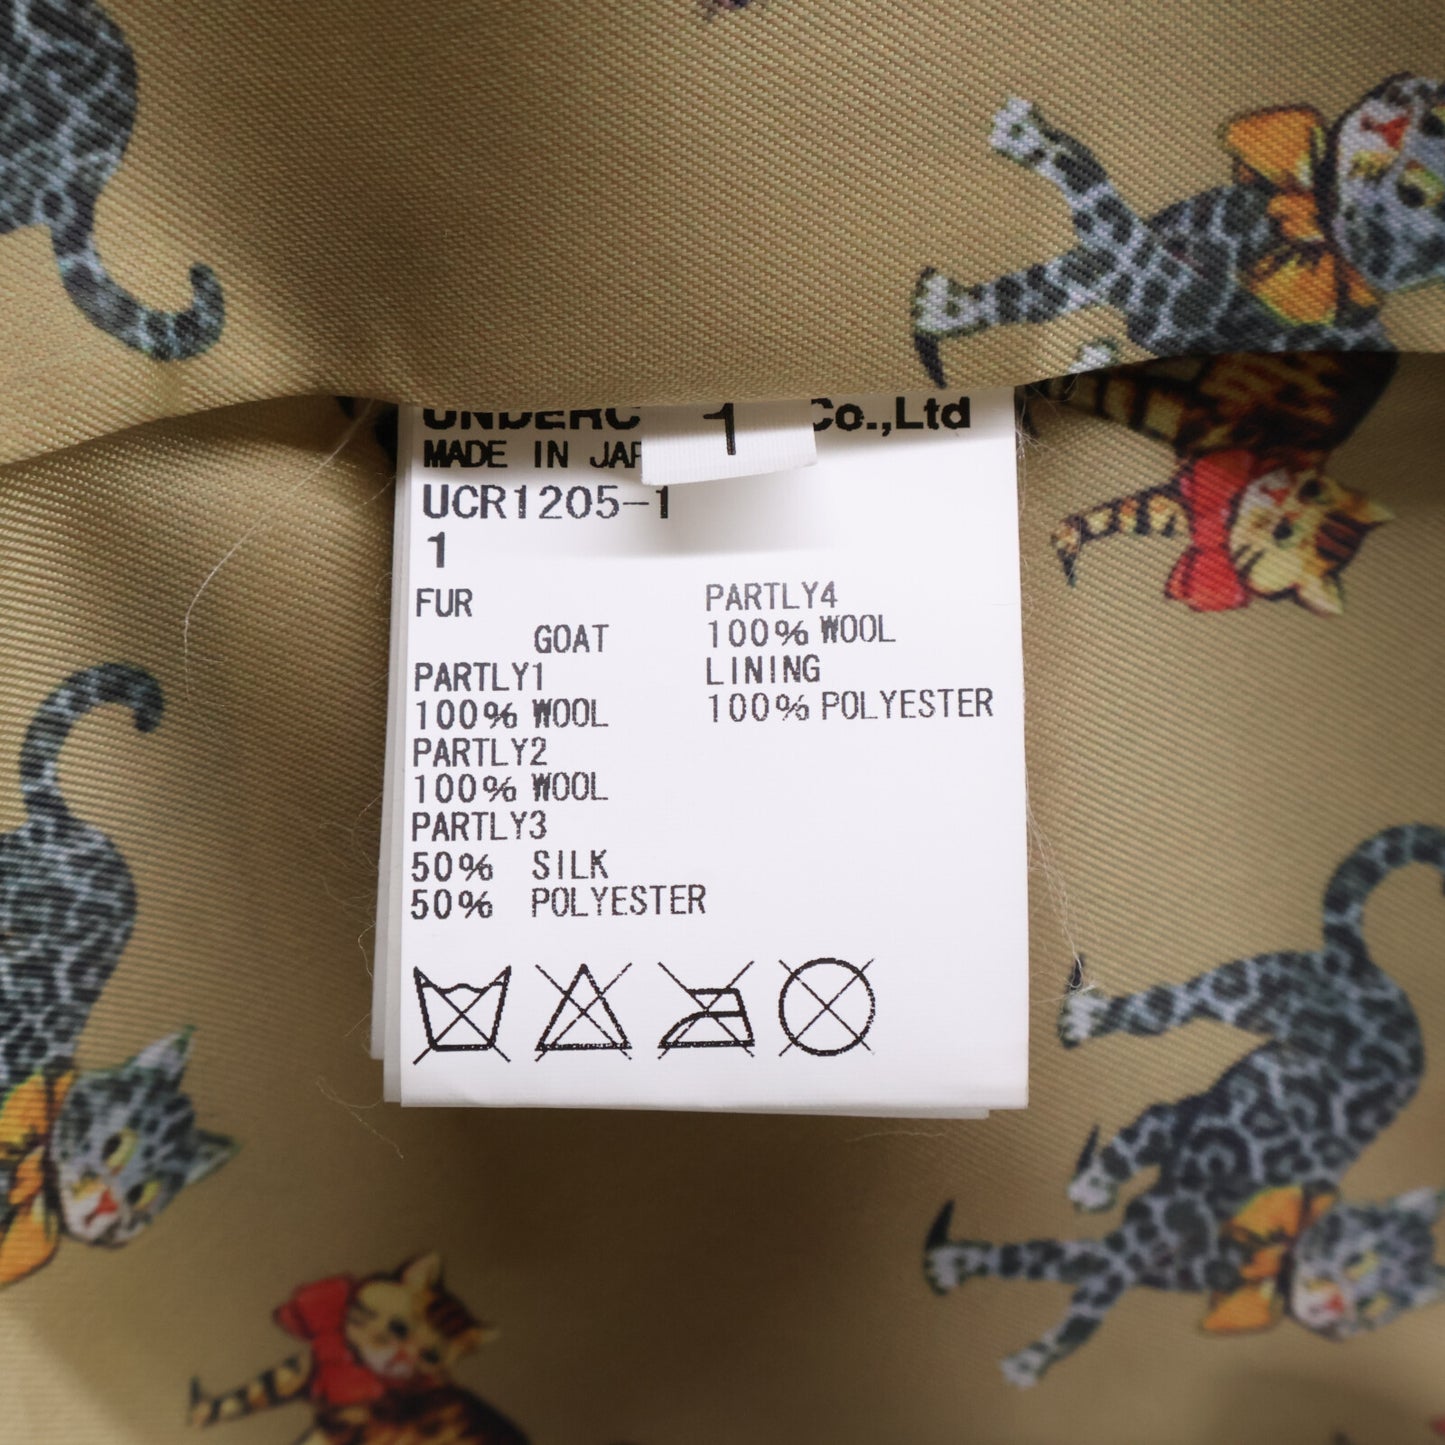 UNDERC
1
Co.,Ltd
MADE IN JAP
UCR1205-1
1
FUR
GOAT
PARTLY1
100% WOOL
PARTLY2
100% WOOL
PARTLY3
50% SILK
50% POLYESTER
PARTLY4
100% WOOL
LINING
100% POLYESTER